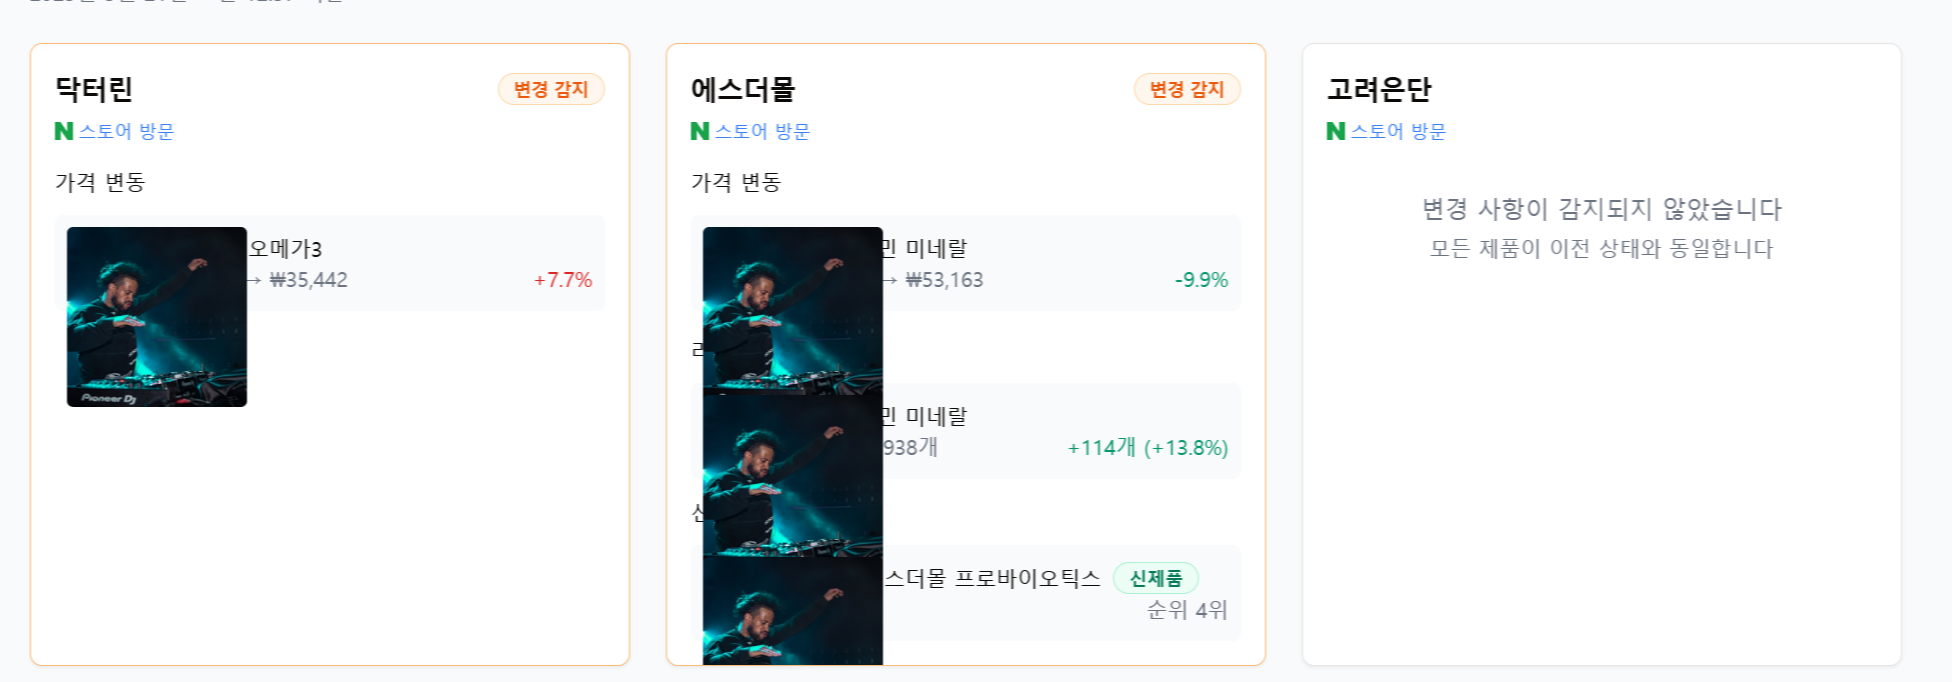 닥터린
변경 감지
N 스토어 방문
가격 변동
오메가3
→ ₩35,442
+7.7%
Pioneer DJ
에스더몰
변경 감지
N 스토어 방문
가격 변동
미네랄
→ ₩53,163
-9.9%
미네랄
938개
+114개 (+13.8%)
스더몰 프로바이오틱스
신제품
순위 4위
고려은단
N 스토어 방문
변경 사항이 감지되지 않았습니다
모든 제품이 이전 상태와 동일합니다